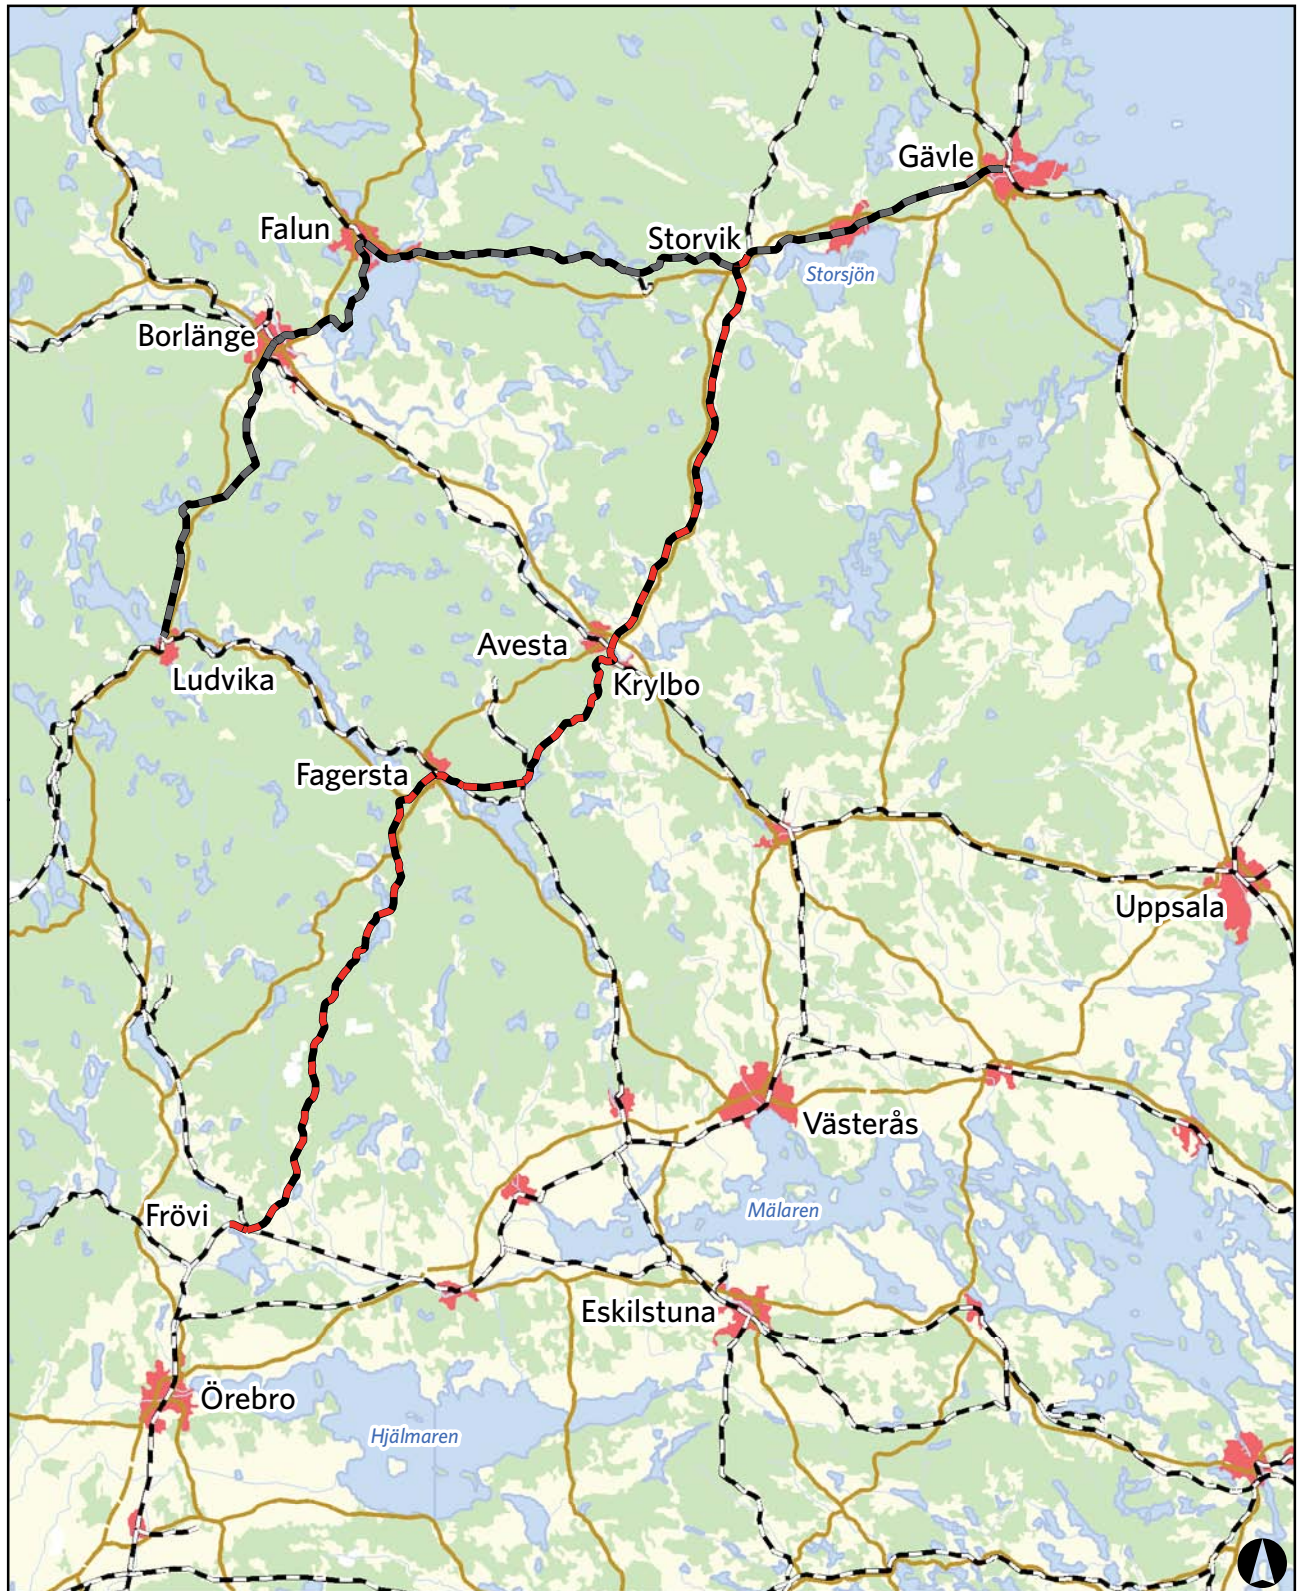 Gävle
Falun
Storvik
Storsjön
Borlänge
Avesta
Ludvika
Krylbo
Fagersta
Uppsala
Västerås
Mälaren
Frövi
Eskilstuna
Örebro
Hjälmaren